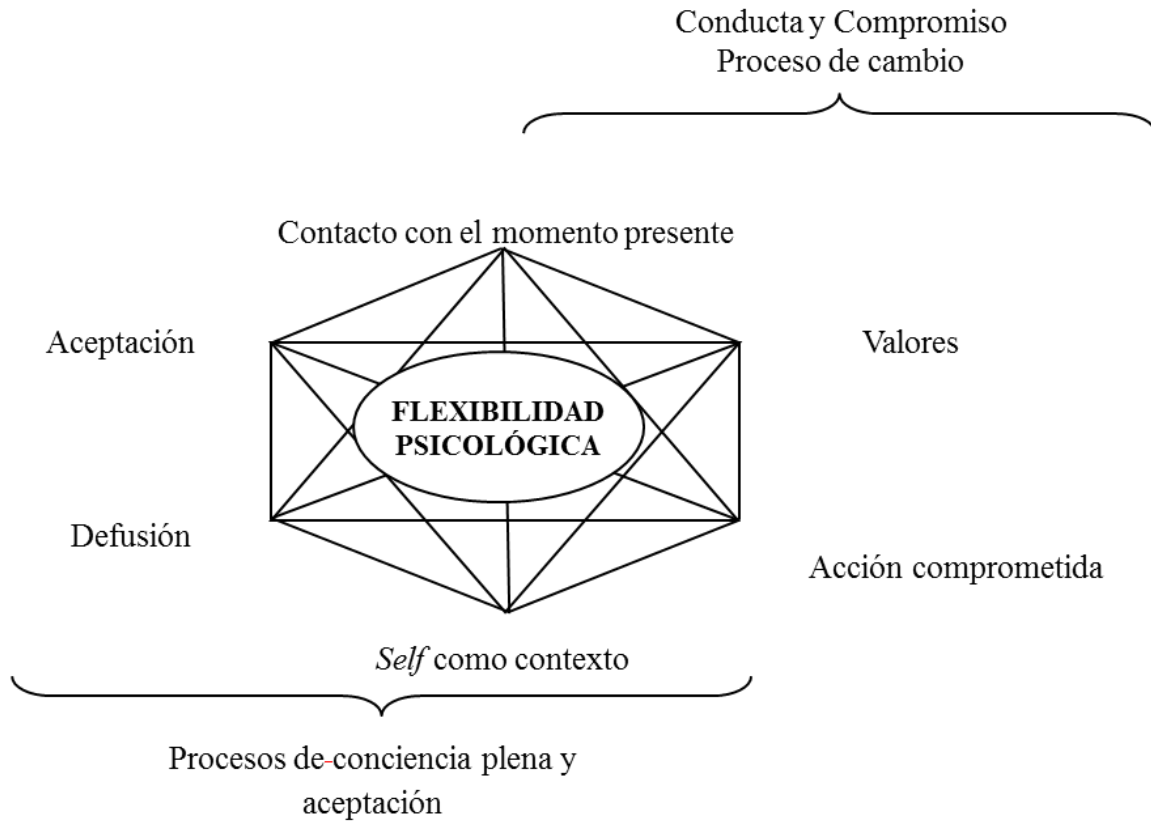 Conducta y Compromiso
Proceso de cambio
Contacto con el momento presente
Aceptación
Valores
FLEXIBILIDAD
PSICOLÓGICA
Defusión
Acción comprometida
Self como contexto
Procesos de-conciencia plena y
aceptación